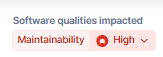 Software qualities impacted
Maintainability High